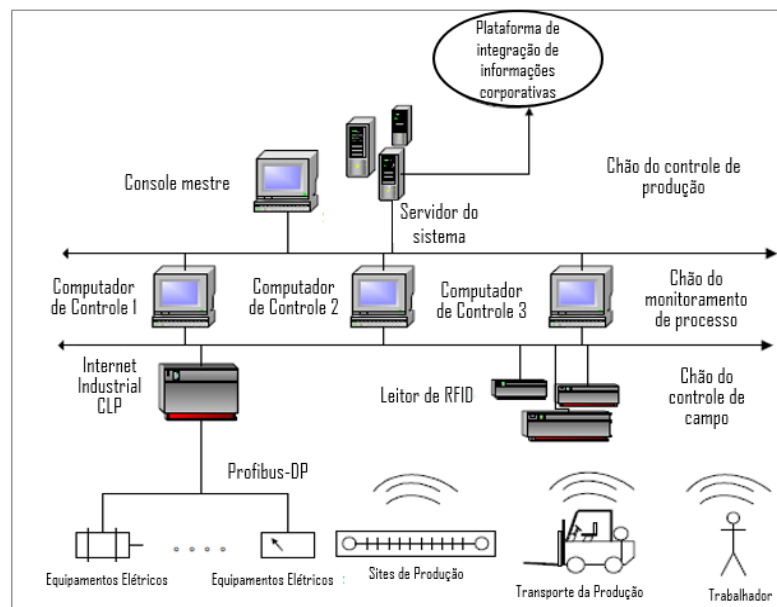 Plataforma de
integração de
informações
corporativas
Console mestre
Chão do controle de
produção
Servidor do
sistema
Computador
de Controle 1
Computador
de Controle 2
Computador
de Controle 3
Chão do
monitoramento
de processo
Internet
Industrial
CLP
Leitor de RFID
Chão do
controle de
campo
Profibus-DP
Equipamentos Elétricos
Equipamentos Elétricos
Sites de Produção
Transporte da Produção
Trabalhador